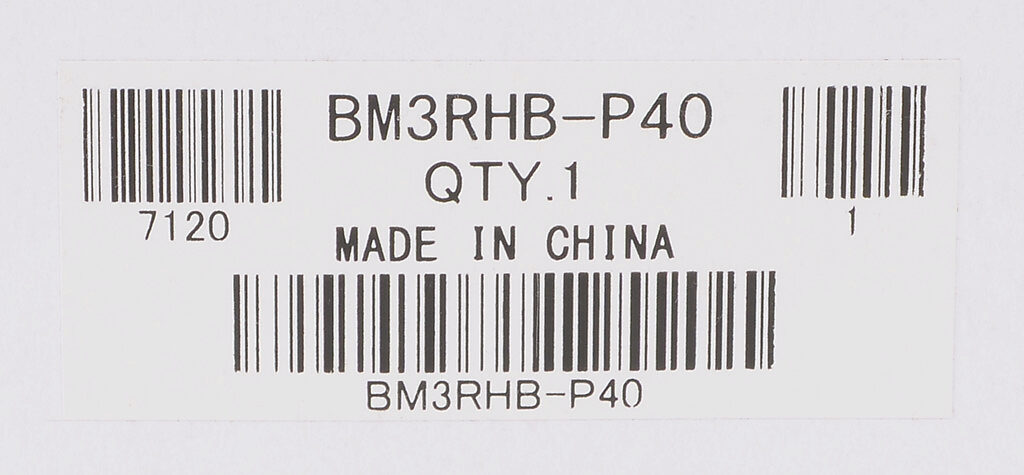 BM3RHB-P40
QTY.1
7120
1
MADE IN CHINA
BM3RHB-P40